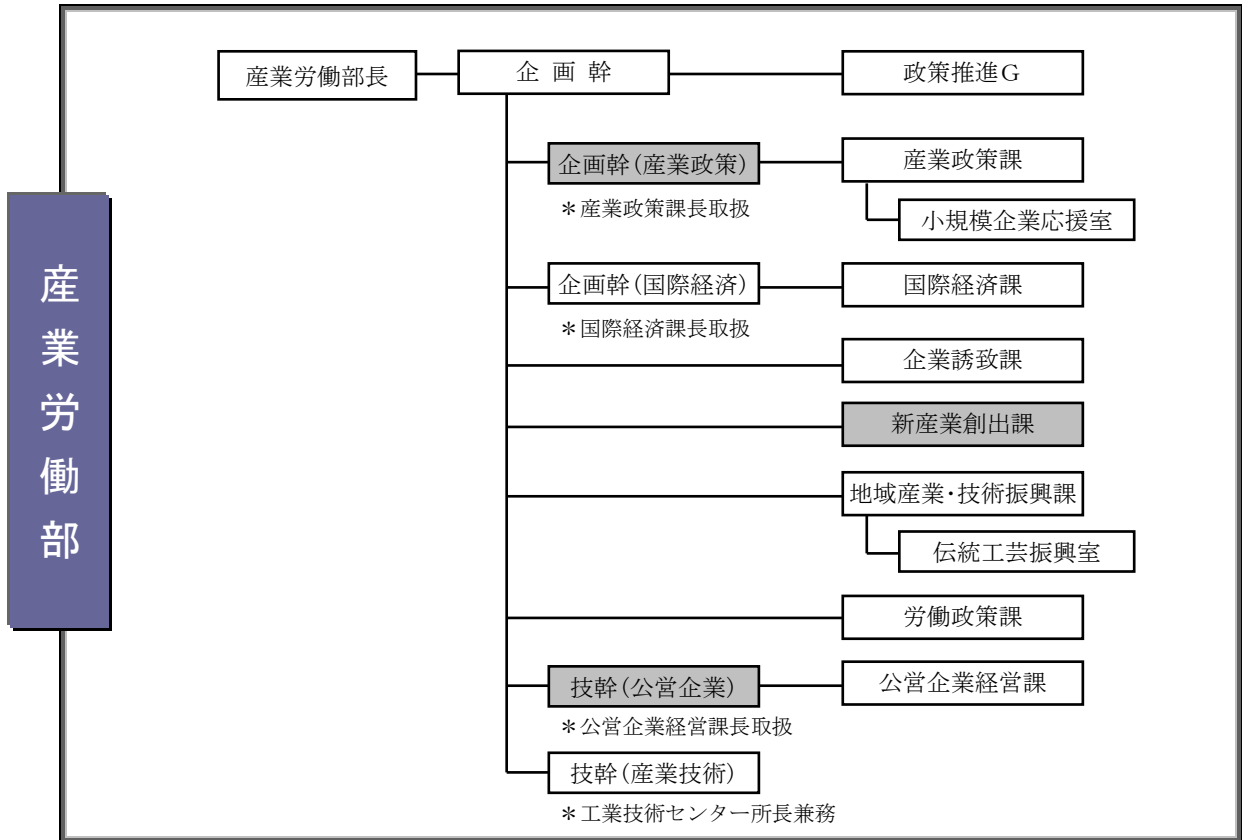 産業労働部
産業労働部長
企画幹
政策推進G
企画幹(産業政策)
産業政策課
＊産業政策課長取扱
小規模企業応援室
企画幹(国際経済)
国際経済課
＊国際経済課長取扱
企業誘致課
新産業創出課
地域産業・技術振興課
伝統工芸振興室
労働政策課
技幹(公営企業)
公営企業経営課
＊公営企業経営課長取扱
技幹(産業技術)
＊工業技術センター所長兼務